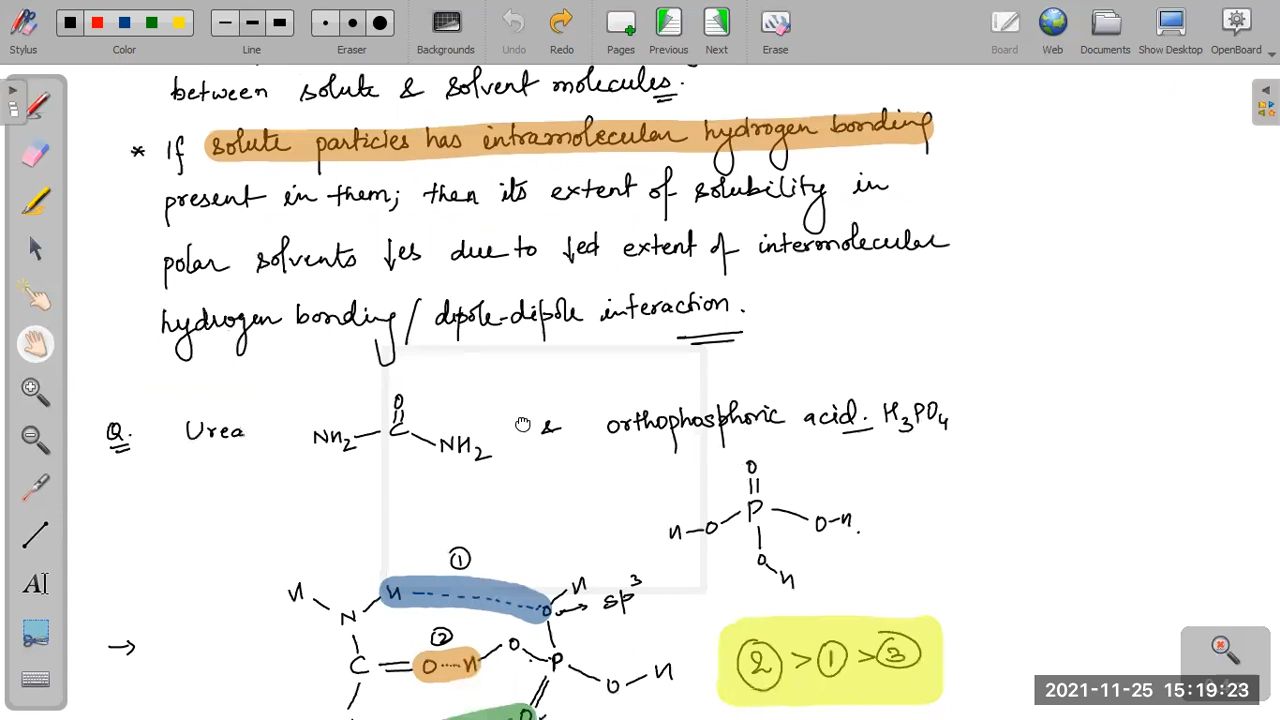 Stylus Color Line Eraser Backgrounds Undo Redo Pages Previous Next Erase Board Web Documents Show Desktop OpenBoard
between solute & solvent molecules.
* If solute particles has intramolecular hydrogen bonding
present in them; then its extent of solubility in
polar solvents ↓es due to ↓ed extent of intermolecular
hydrogen bonding / dipole-dipole interaction.
Q. Urea NH2 C O NH2 & orthophosphoric acid. H3PO4
O
P
H-O O-H.
O
H
①
H H H
N O → sp3
②
→ C = O ..... H O P
O H
O
② > ① > ③
AI
2021-11-25 15:19:23